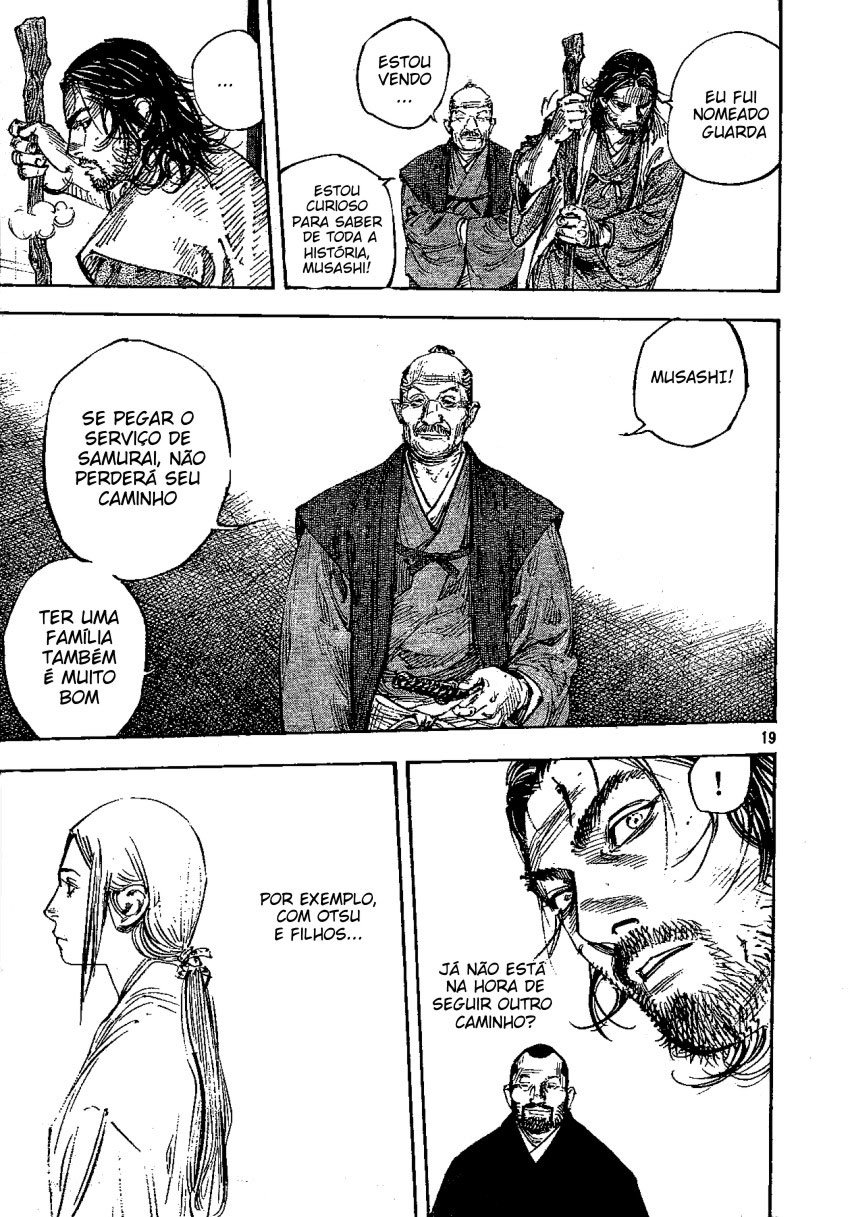 EU FUI
NOMEADO
GUARDA
ESTOU
VENDO
...
ESTOU
CURIOSO
PARA SABER
DE TODA A
HISTÓRIA,
MUSASHI!
...
MUSASHI!
SE PEGAR O
SERVIÇO DE
SAMURAI, NÃO
PERDERÁ SEU
CAMINHO
TER UMA
FAMÍLIA
TAMBÉM
É MUITO
BOM
19
!
JÁ NÃO ESTÁ
NA HORA DE
SEGUIR OUTRO
CAMINHO?
POR EXEMPLO,
COM OTSU
E FILHOS...